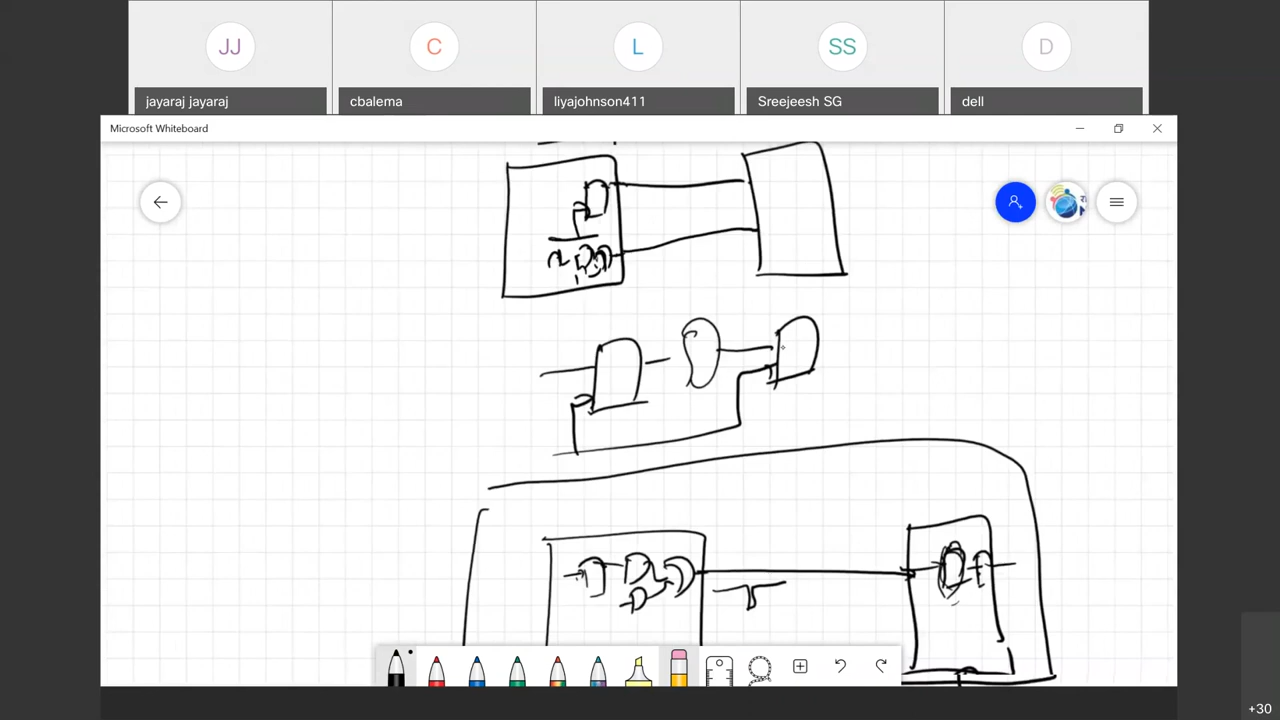 JJ
C
L
SS
D
jayaraj jayaraj
cbalema
liyajohnson411
Sreejeesh SG
dell
Microsoft Whiteboard
+30